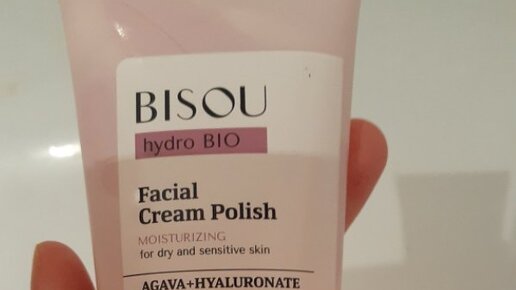 BISOU
hydro BIO
Facial
Cream Polish
MOISTURIZING
for dry and sensitive skin
AGAVA+HYALURONATE